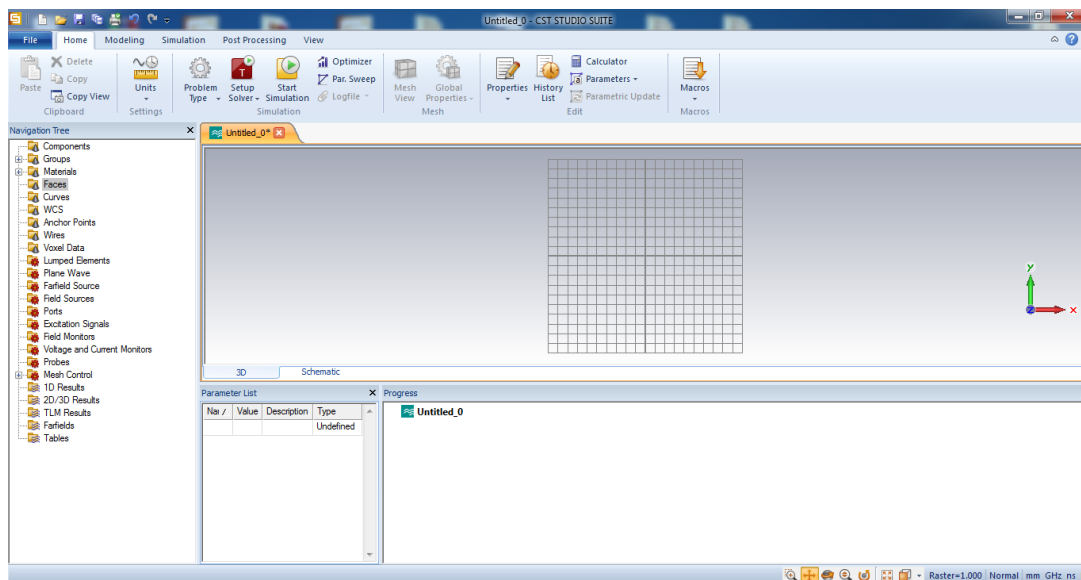 Untitled_0 - CST STUDIO SUITE
File Home Modeling Simulation Post Processing View
Paste
Delete
Copy
Copy View
Clipboard
Units
Settings
Problem Type
Setup Solver
Start Simulation
Optimizer
Par. Sweep
Logfile
Simulation
Mesh View
Global Properties
Mesh
Properties
History List
Calculator
Parameters
Parametric Update
Edit
Macros
Macros
Navigation Tree
Components
Groups
Materials
Faces
Curves
WCS
Anchor Points
Wires
Voxel Data
Lumped Elements
Plane Wave
Farfield Source
Field Sources
Ports
Excitation Signals
Field Monitors
Voltage and Current Monitors
Probes
Mesh Control
1D Results
2D/3D Results
TLM Results
Farfields
Tables
Untitled_0*
y
z
x
3D Schematic
Parameter List
Nai / Value Description Type
Undefined
Progress
Untitled_0
Raster=1.000 Normal mm GHz ns